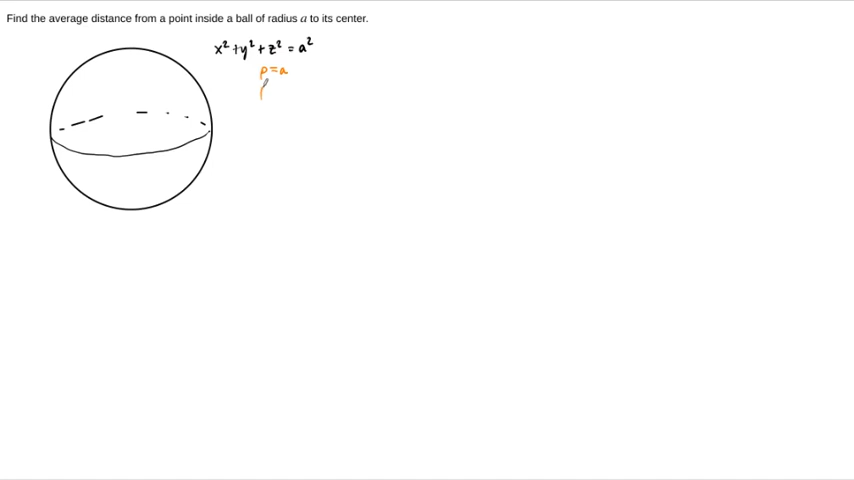 Find the average distance from a point inside a ball of radius a to its center.
x² + y² + z² = a²
ρ = a